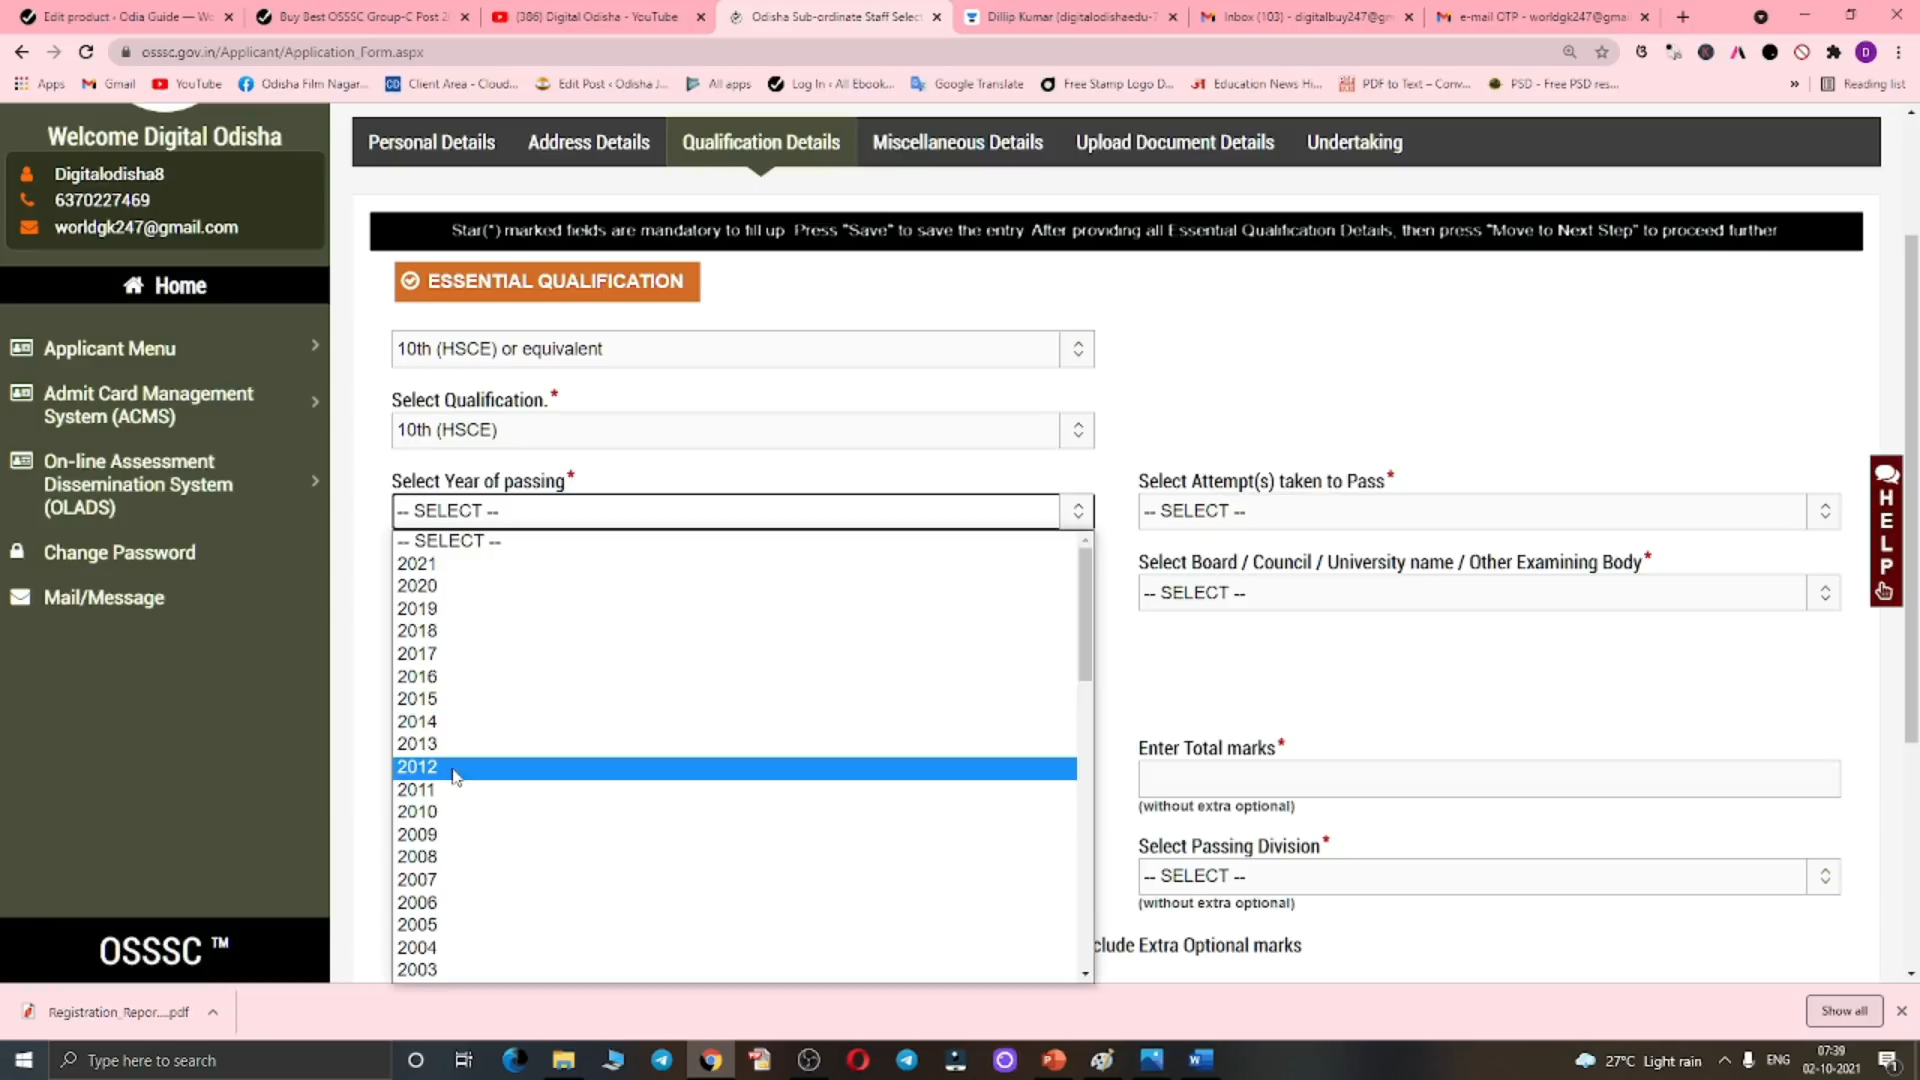 Edit product ‹ Odia Guide — Wo
Buy Best OSSSC Group-C Post 2
(386) Digital Odisha - YouTube
Odisha Sub-ordinate Staff Select
Dillip Kumar (digitalodishaedu-7
Inbox (103) - digitalbuy247@gm
e-mail OTP - worldgk247@gmai
osssc.gov.in/Applicant/Application_Form.aspx
Apps
Gmail
YouTube
Odisha Film Nagar...
Client Area - Cloud...
Edit Post ‹ Odisha J...
All apps
Log In ‹ All Ebook...
Google Translate
Free Stamp Logo D...
Education News Hi...
PDF to Text – Conv...
PSD - Free PSD res...
Reading list
Welcome Digital Odisha
Digitalodisha8
6370227469
worldgk247@gmail.com
Home
Applicant Menu
Admit Card Management
System (ACMS)
On-line Assessment
Dissemination System
(OLADS)
Change Password
Mail/Message
OSSSC ™
Personal Details
Address Details
Qualification Details
Miscellaneous Details
Upload Document Details
Undertaking
Star(*) marked fields are mandatory to fill up. Press "Save" to save the entry. After providing all Essential Qualification Details, then press "Move to Next Step" to proceed further
ESSENTIAL QUALIFICATION
10th (HSCE) or equivalent
Select Qualification.*
10th (HSCE)
Select Year of passing*
-- SELECT --
-- SELECT --
2021
2020
2019
2018
2017
2016
2015
2014
2013
2012
2011
2010
2009
2008
2007
2006
2005
2004
2003
Select Attempt(s) taken to Pass*
-- SELECT --
Select Board / Council / University name / Other Examining Body*
-- SELECT --
Enter Total marks*
(without extra optional)
Select Passing Division*
-- SELECT --
(without extra optional)
clude Extra Optional marks
HELP
Registration_Repor....pdf
Show all
Type here to search
27°C Light rain
ENG
07:39
02-10-2021
1